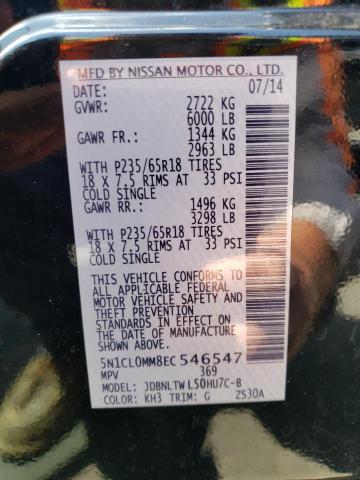 MFD BY NISSAN MOTOR CO., LTD.
DATE: 07/14
GVWR: 2722 KG
6000 LB
GAWR FR.: 1344 KG
2963 LB
WITH P235/65R18 TIRES
18 X 7.5 RIMS AT 33 PSI
COLD SINGLE
GAWR RR.: 1496 KG
3298 LB
WITH P235/65R18 TIRES
18 X 7.5 RIMS AT 33 PSI
COLD SINGLE
THIS VEHICLE CONFORMS TO
ALL APPLICABLE FEDERAL
MOTOR VEHICLE SAFETY, BUMPER, AND
THEFT PREVENTION
STANDARDS IN EFFECT ON
THE DATE OF MANUFACTURE
SHOWN ABOVE.
5N1CL0MM8EC 546547
MPV 369
MODEL: JDBNLTW L50HU7C-B
COLOR: KH3 TRIM: G ZS30A